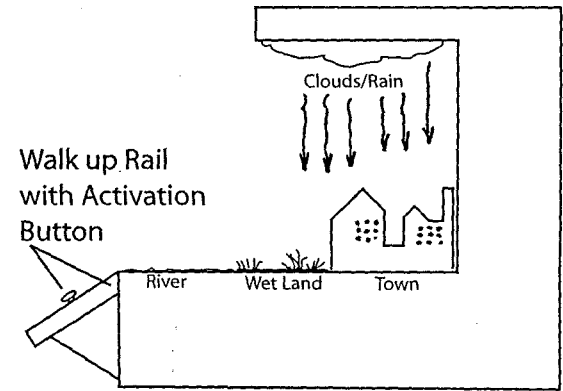 Clouds/Rain
Walk up Rail
with Activation
Button
River
Wet Land
Town